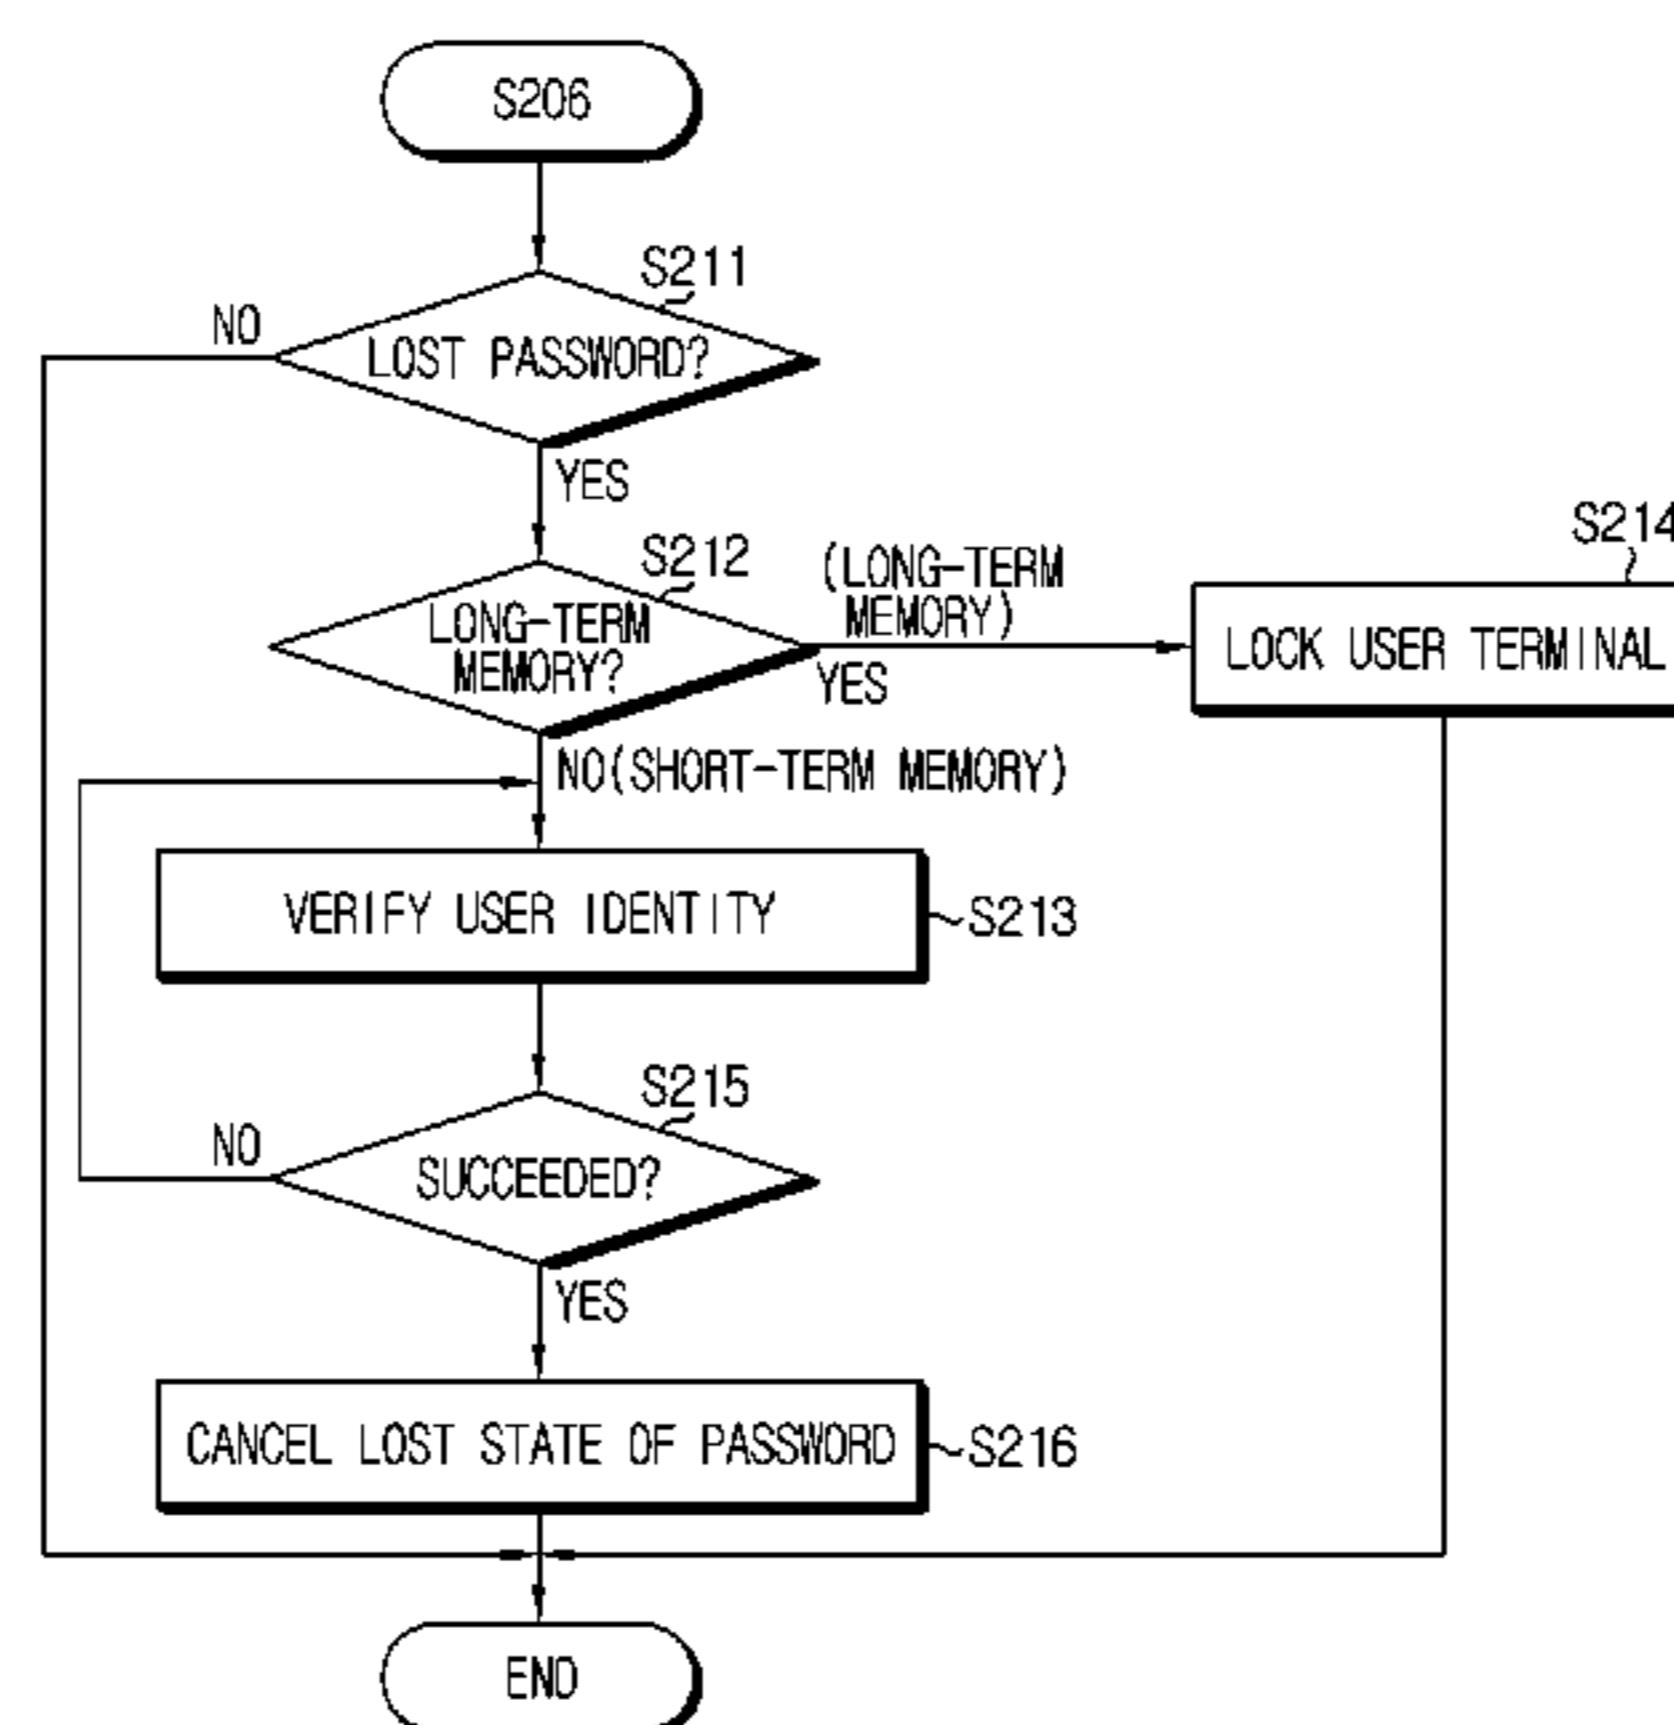 S206
S211
NO
LOST PASSWORD?
YES
S212
(LONG-TERM
MEMORY)
S214
LONG-TERM
MEMORY?
YES
LOCK USER TERMINAL
NO(SHORT-TERM MEMORY)
VERIFY USER IDENTITY
S213
S215
NO
SUCCEEDED?
YES
CANCEL LOST STATE OF PASSWORD
S216
END